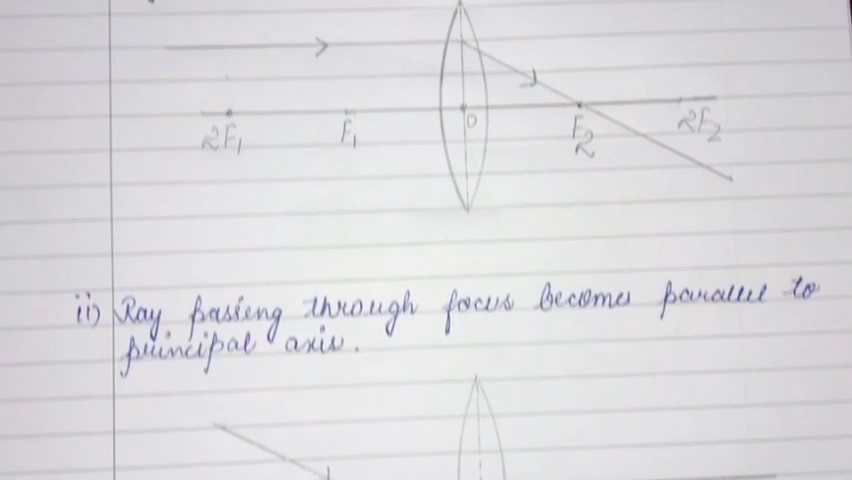 2F₁ F₁ O F₂ 2F₂
ii) Ray passing through focus becomes parallel to
principal axis.